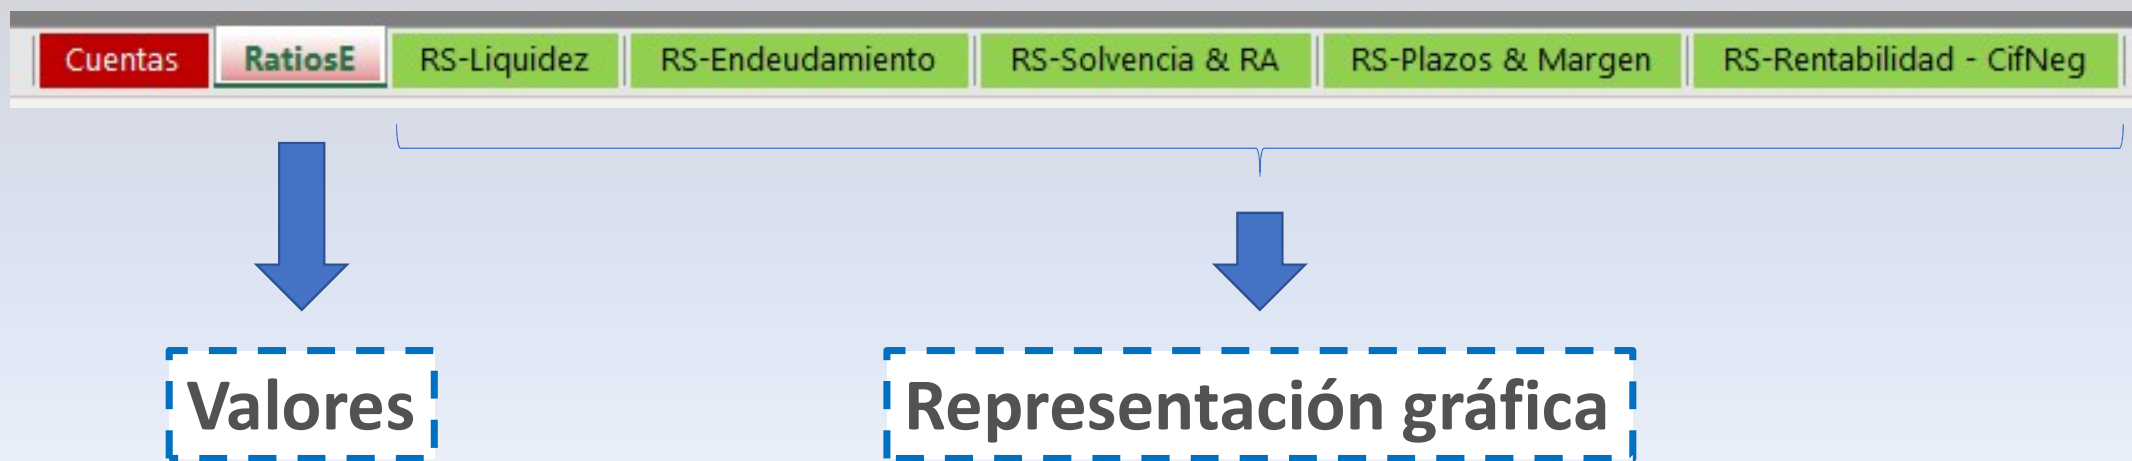 Cuentas RatiosE RS-Liquidez RS-Endeudamiento RS-Solvencia & RA RS-Plazos & Margen RS-Rentabilidad - CifNeg
Valores Representación gráfica